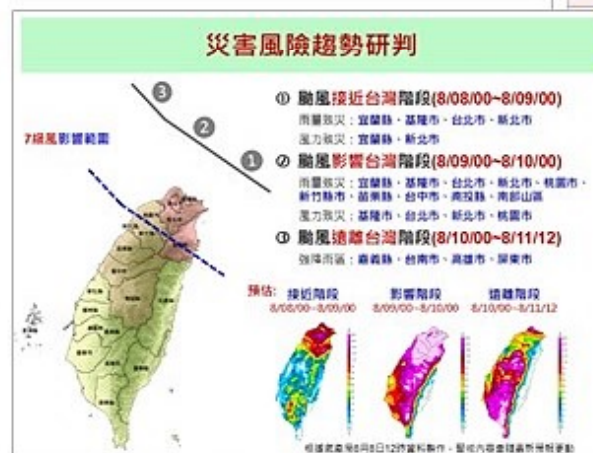 災害風險趨勢研判
③
②
①
7級風影響範圍
① 颱風接近台灣階段(8/08/00~8/09/00)
雨量致災：宜蘭縣、基隆市、台北市、新北市
風力致災：宜蘭縣、新北市
② 颱風影響台灣階段(8/09/00~8/10/00)
雨量致災：宜蘭縣、基隆市、台北市、新北市、桃園市、
新竹縣市、苗栗縣、台中市、南投縣、南部山區
風力致災：基隆市、台北市、新北市、桃園市
③ 颱風遠離台灣階段(8/10/00~8/11/12)
強降雨區：嘉義縣、台南市、高雄市、屏東市
預估：
接近階段 影響階段 遠離階段
8/08/00~8/09/00 8/09/00~8/10/00 8/10/00~8/11/12